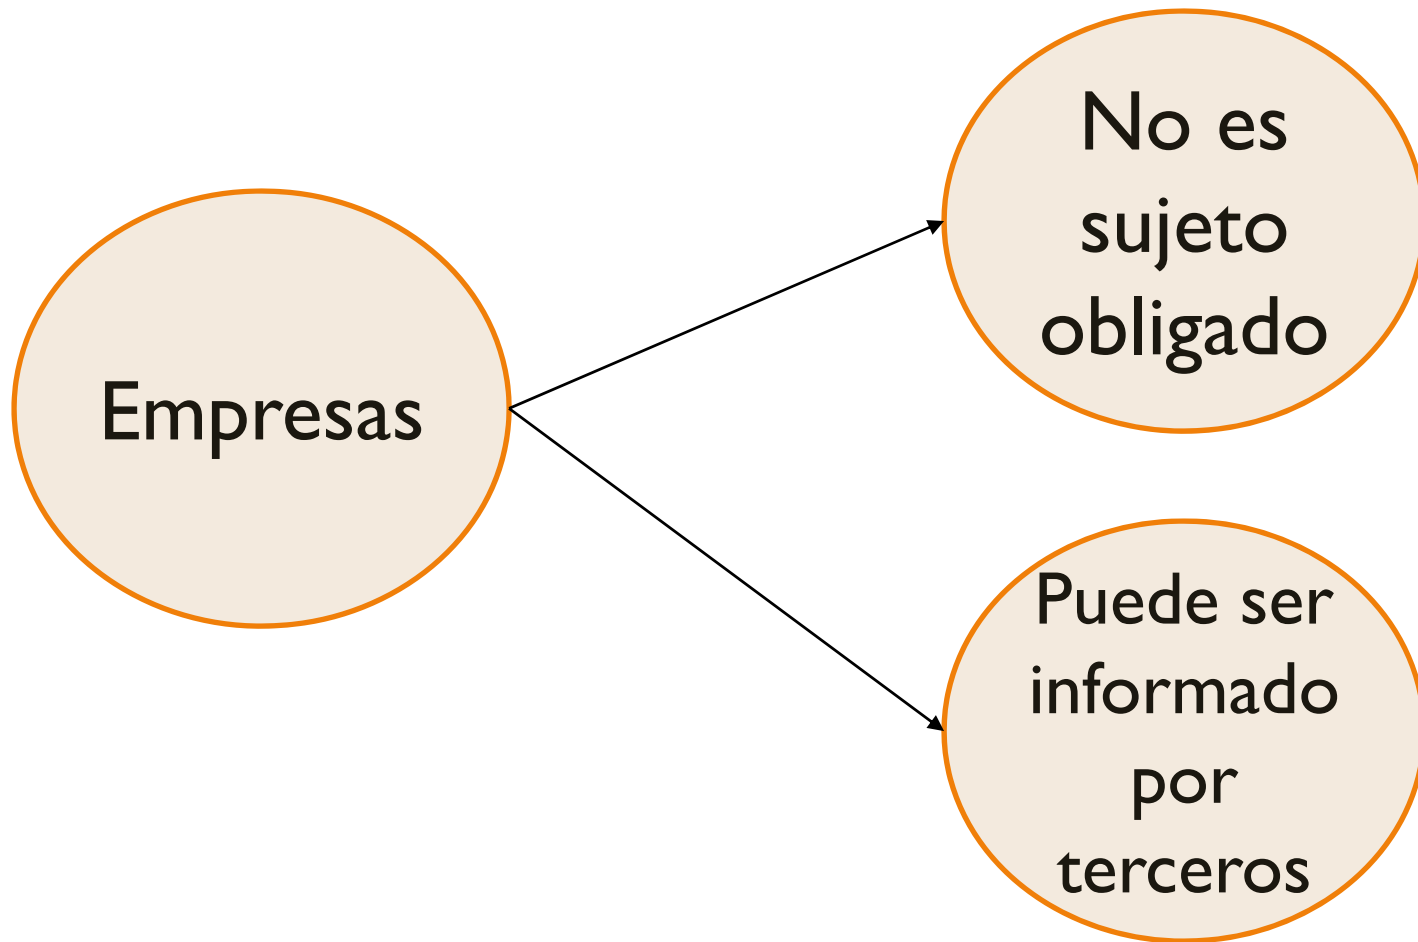 Empresas
No es
sujeto
obligado
Puede ser
informado
por
terceros